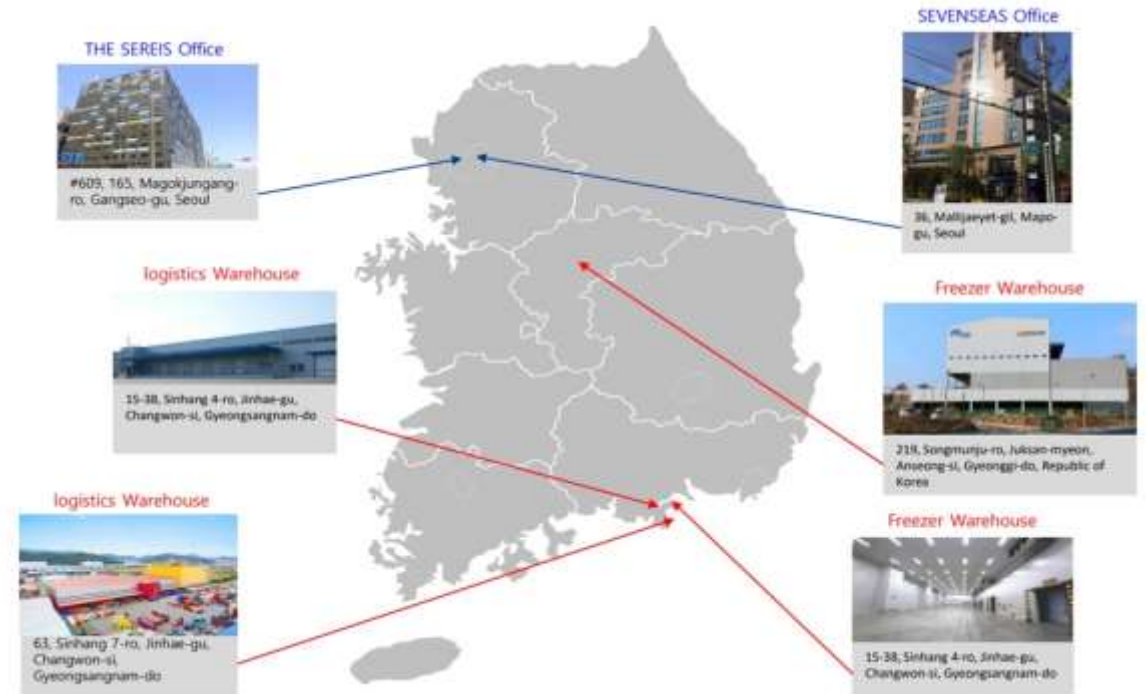 SEVENSEAS Office
THE SEREIS Office
#609, 165, Magokjungang-
ro, Gangseo-gu, Seoul
36, Mallijaeyet-gil, Mapo-
gu, Seoul
logistics Warehouse
15-38, Sinhang 4-ro, Jinhae-gu,
Changwon-si, Gyeongsangnam-do
Freezer Warehouse
219, Songmunju-ro, Juksan-myeon,
Anseong-si, Gyeonggi-do, Republic of
Korea
logistics Warehouse
63, Sinhang 7-ro, Jinhae-gu,
Changwon-si,
Gyeongsangnam-do
Freezer Warehouse
15-38, Sinhang 4-ro, Jinhae-gu,
Changwon-si, Gyeongsangnam-do